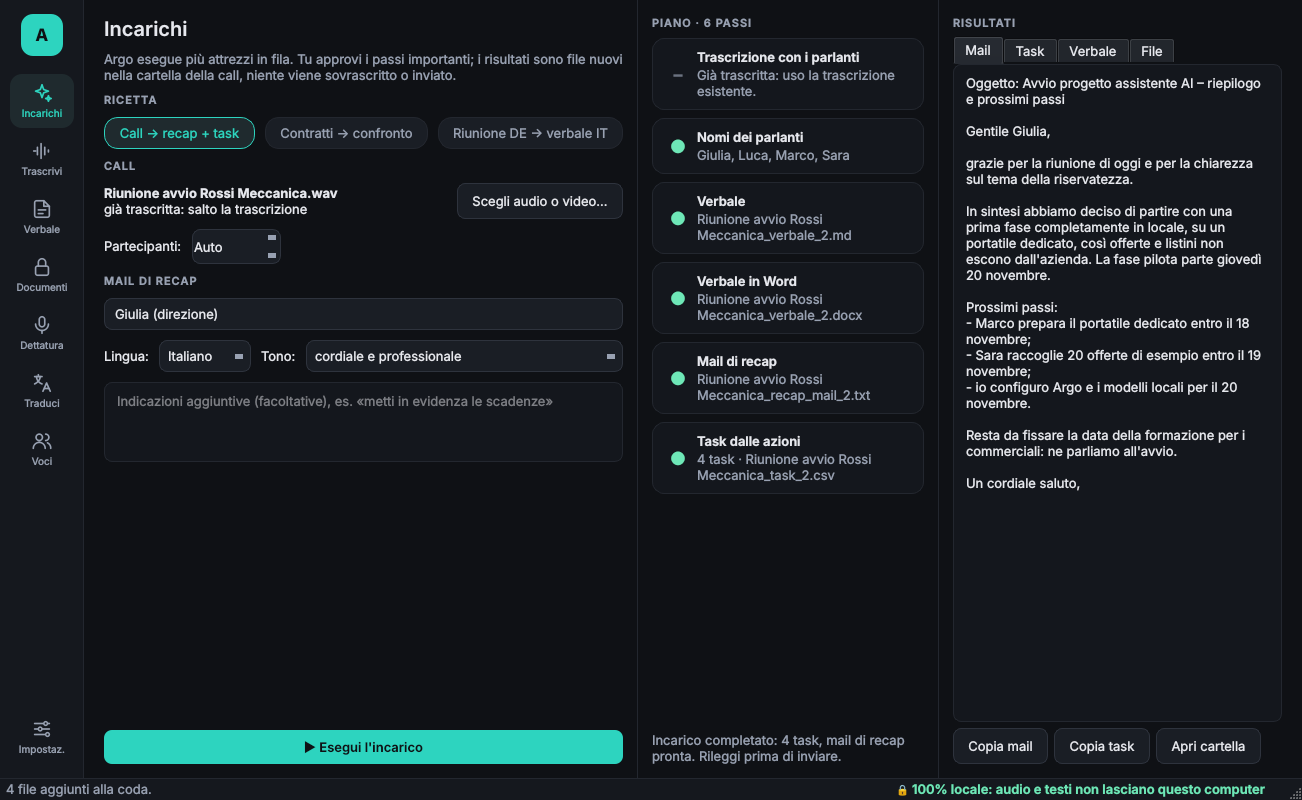 A
Incarichi
Trascrivi
Verbale
Documenti
Dettatura
Traduci
Voci
Impostaz.
Incarichi
Argo esegue più attrezzi in fila. Tu approvi i passi importanti; i risultati sono file nuovi
nella cartella della call, niente viene sovrascritto o inviato.
RICETTA
Call → recap + task
Contratti → confronto
Riunione DE → verbale IT
CALL
Riunione avvio Rossi Meccanica.wav
già trascritta: salto la trascrizione
Scegli audio o video...
Partecipanti:
Auto
MAIL DI RECAP
Giulia (direzione)
Lingua:
Italiano
Tono:
cordiale e professionale
Indicazioni aggiuntive (facoltative), es. «metti in evidenza le scadenze»
▶ Esegui l'incarico
PIANO · 6 PASSI
Trascrizione con i parlanti
Già trascritta: uso la trascrizione
esistente.
Nomi dei parlanti
Giulia, Luca, Marco, Sara
Verbale
Riunione avvio Rossi
Meccanica_verbale_2.md
Verbale in Word
Riunione avvio Rossi
Meccanica_verbale_2.docx
Mail di recap
Riunione avvio Rossi
Meccanica_recap_mail_2.txt
Task dalle azioni
4 task · Riunione avvio Rossi
Meccanica_task_2.csv
Incarico completato: 4 task, mail di recap
pronta. Rileggi prima di inviare.
RISULTATI
Mail
Task
Verbale
File
Oggetto: Avvio progetto assistente AI – riepilogo
e prossimi passi
Gentile Giulia,
grazie per la riunione di oggi e per la chiarezza
sul tema della riservatezza.
In sintesi abbiamo deciso di partire con una
prima fase completamente in locale, su un
portatile dedicato, così offerte e listini non
escono dall'azienda. La fase pilota parte giovedì
20 novembre.
Prossimi passi:
- Marco prepara il portatile dedicato entro il 18
novembre;
- Sara raccoglie 20 offerte di esempio entro il 19
novembre;
- io configuro Argo e i modelli locali per il 20
novembre.
Resta da fissare la data della formazione per i
commerciali: ne parliamo all'avvio.
Un cordiale saluto,
Copia mail
Copia task
Apri cartella
4 file aggiunti alla coda.
100% locale: audio e testi non lasciano questo computer